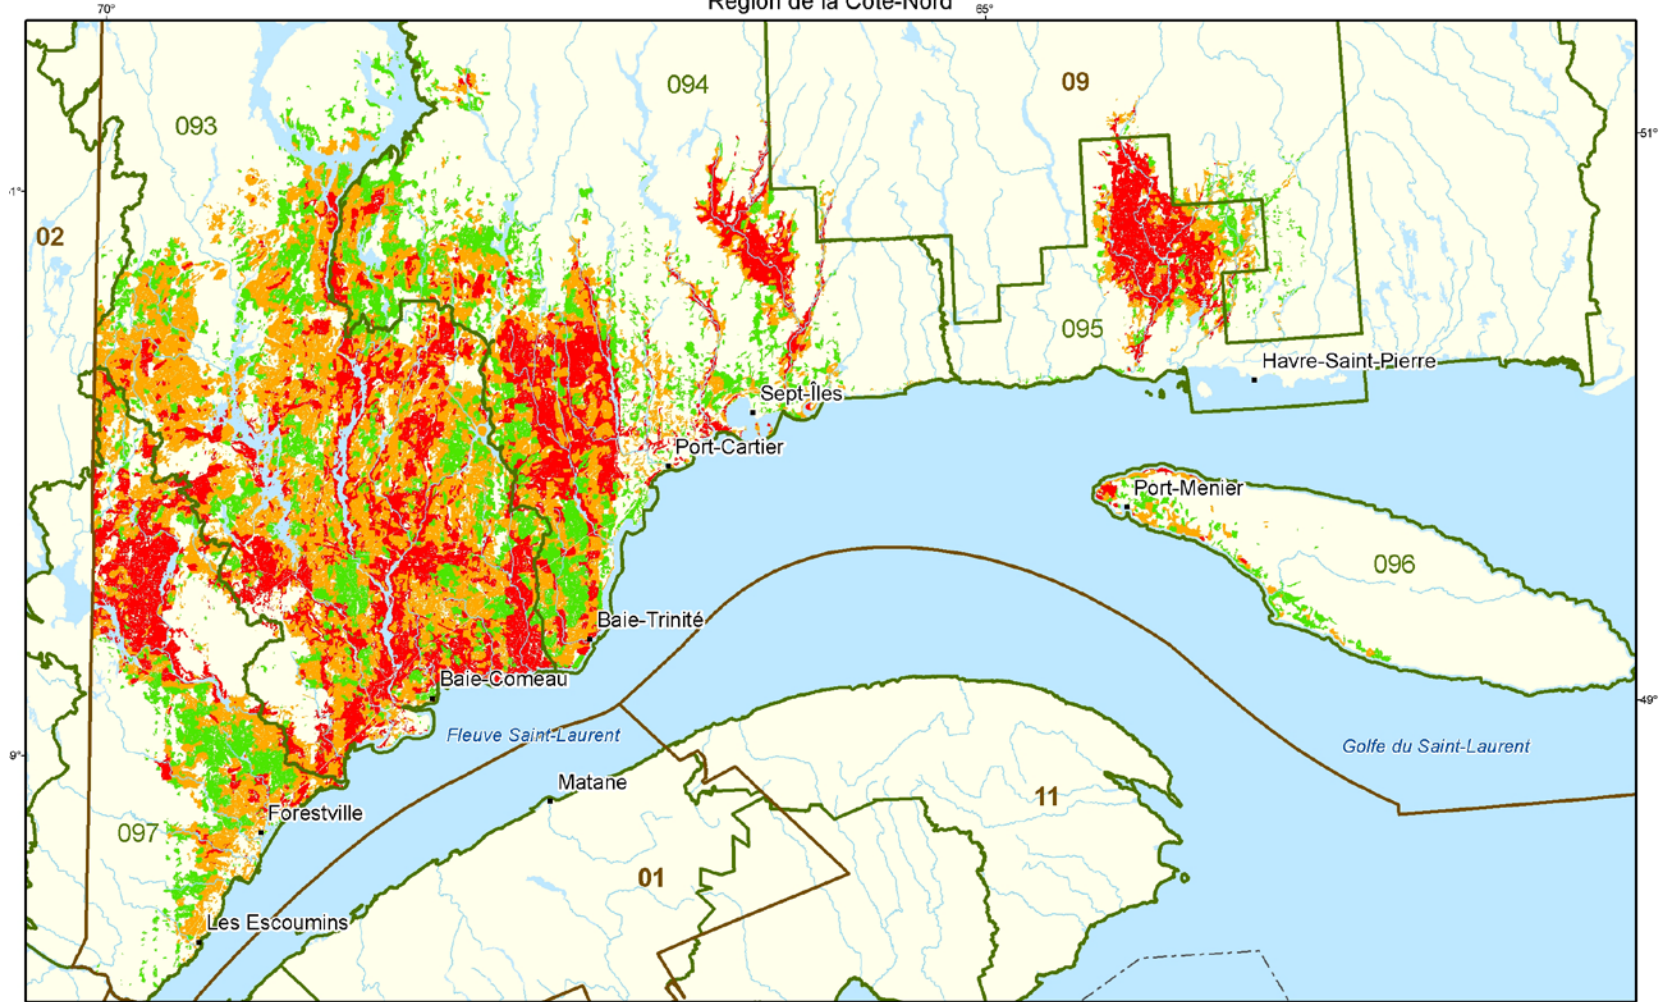 Région de la Côte-Nord
70°
65°
094
09
093
51°
1°
02
095
Havre-Saint-Pierre
Sept-Îles
Port-Cartier
Port-Menier
096
Baie-Trinité
Baie-Comeau
49°
Fleuve Saint-Laurent
Golfe du Saint-Laurent
9°
Matane
11
Forestville
097
01
Les Escoumins